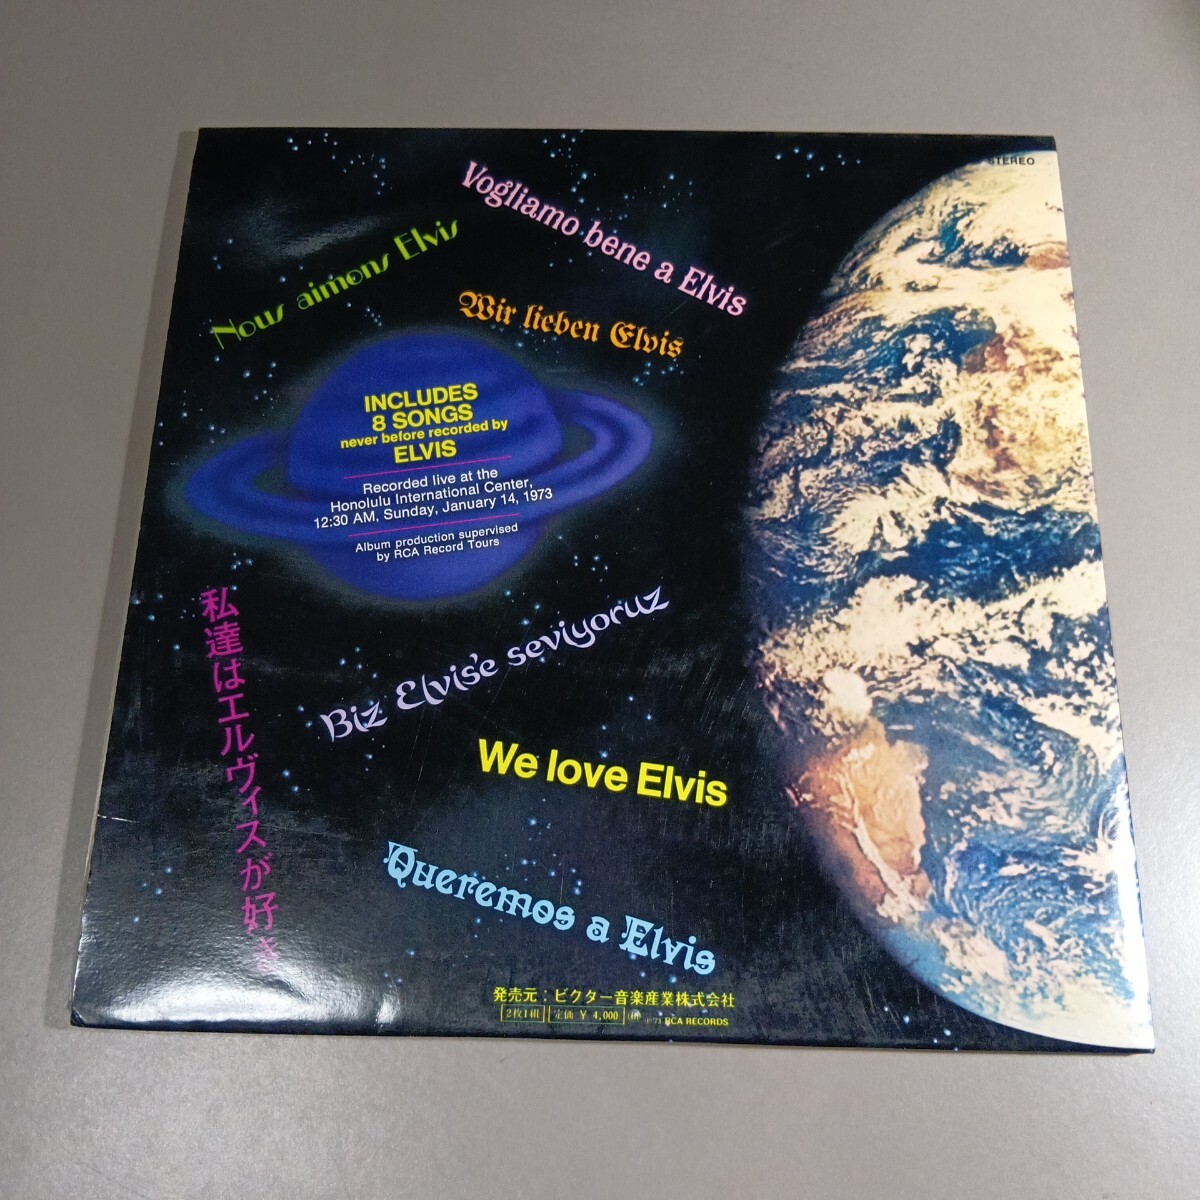 STEREO
Vogliamo bene a Elvis
Nous aimons Elvis
Wir lieben Elvis
INCLUDES
8 SONGS
never before recorded by
ELVIS
Recorded live at the
Honolulu International Center,
12:30 AM, Sunday, January 14, 1973
Album production supervised
by RCA Record Tours
私達はエルヴィスが好き
Biz Elvis'e seviyoruz
We love Elvis
Queremos a Elvis
発売元:ビクター音楽産業株式会社
2枚1組 定価 ¥ 4,000 RCA RECORDS